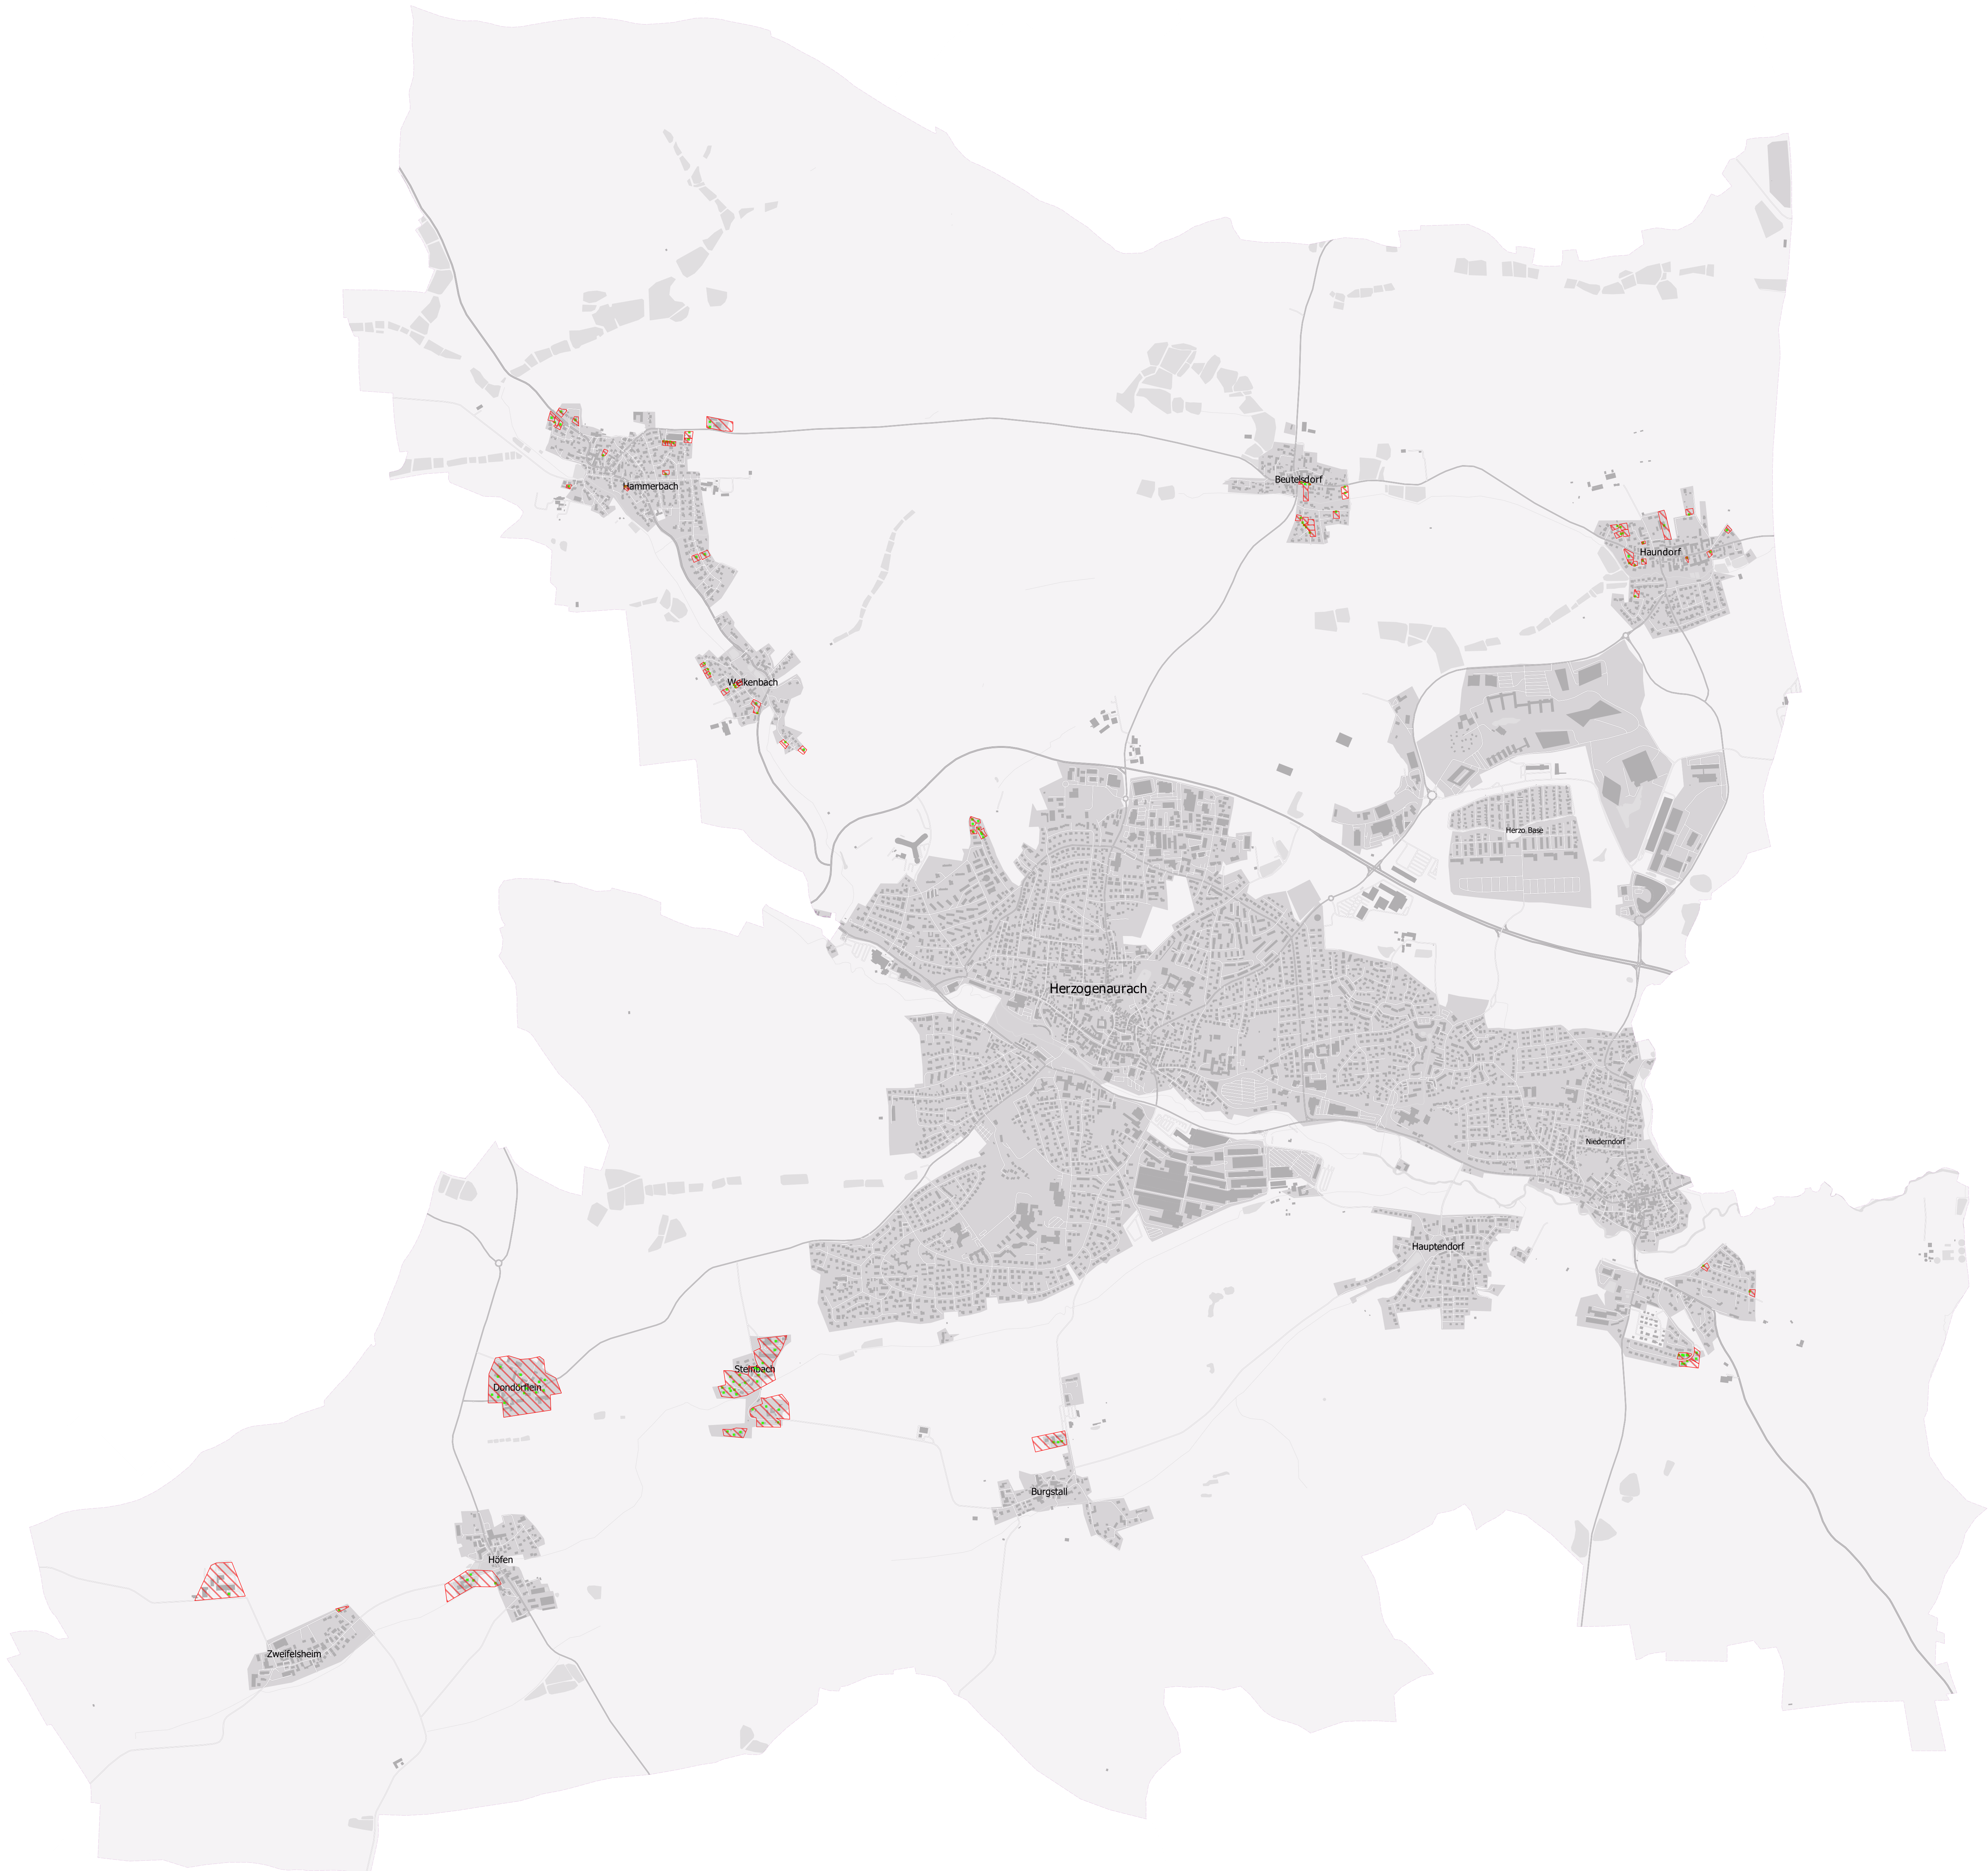 Beutelsdorf
Hammerbach
Haundorf
Welkenbach
Herzo Base
Herzogenaurach
Niederndorf
Hauptendorf
Steinbach
Dondörflein
Burgstall
Höfen
Zweifelsheim